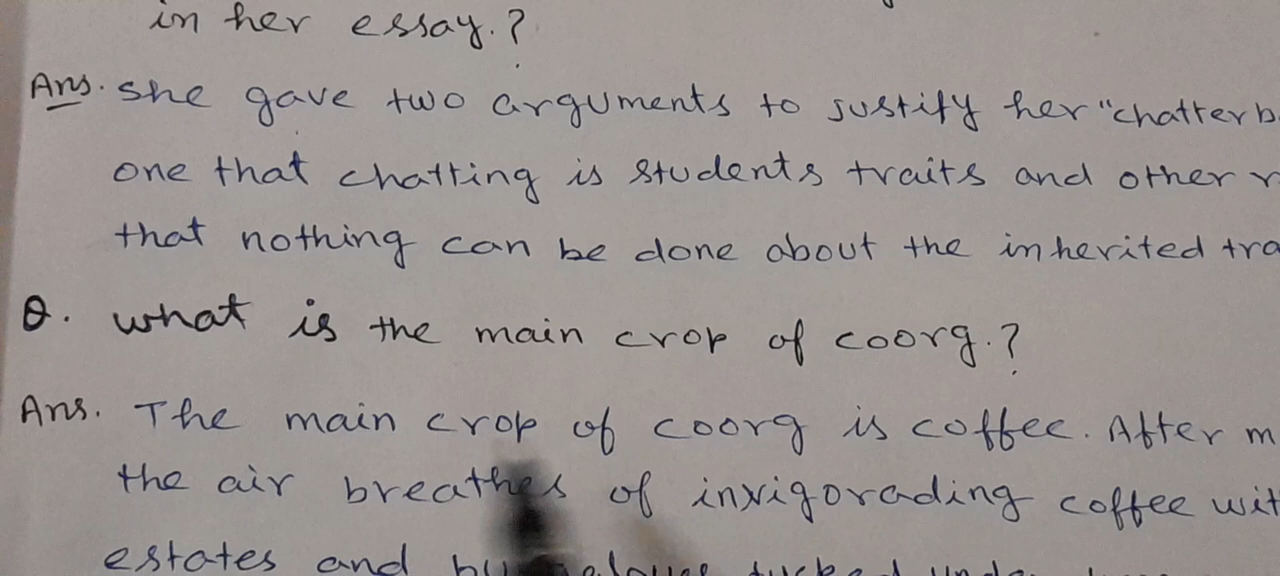 in her essay.?
Ans. She gave two arguments to justify her "chatterb
one that chatting is students traits and other r
that nothing can be done about the inherited tra
Q. what is the main crop of coorg.?
Ans. The main crop of coorg is coffee. After m
the air breathes of invigorading coffee wit
estates and tucked